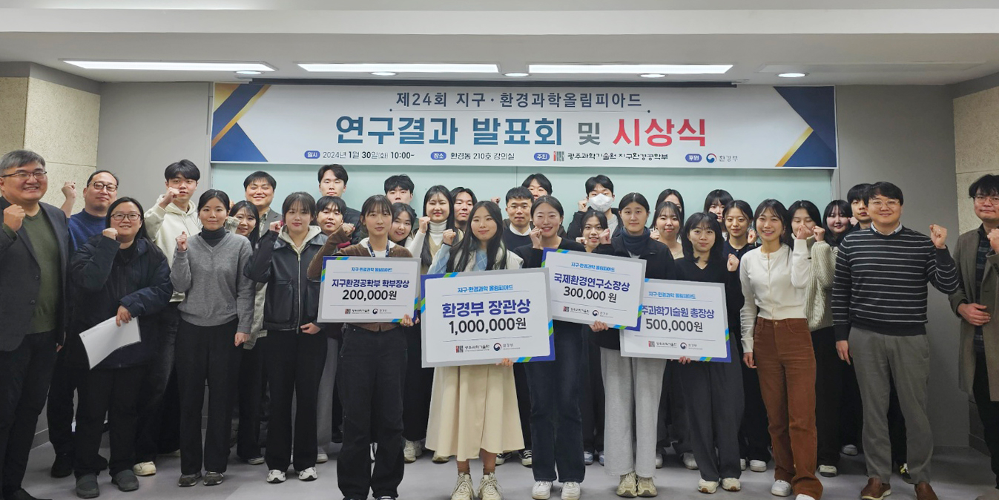 제24회 지구·환경과학올림피아드
연구결과 발표회 및 시상식
일시 2024년 1월 30일(화) 10:00~ 장소 환경동 210호 강의실 주최 광주과학기술원 지구환경공학부 후원 환경부
지구·환경과학 올림피아드
지구환경공학부 학부장상
200,000원
광주과학기술원 환경부
지구·환경과학 올림피아드
환경부 장관상
1,000,000원
광주과학기술원 환경부
지구·환경과학 올림피아드
국제환경연구소장상
300,000원
광주과학기술원 환경부
지구·환경과학 올림피아드
주과학기술원 총장상
500,000원
광주과학기술원 환경부